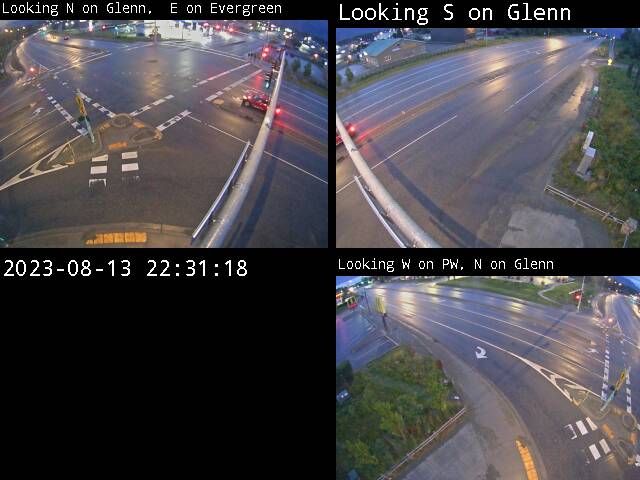 Looking N on Glenn, E on Evergreen
Looking S on Glenn
2023-08-13 22:31:18
Looking W on PW, N on Glenn